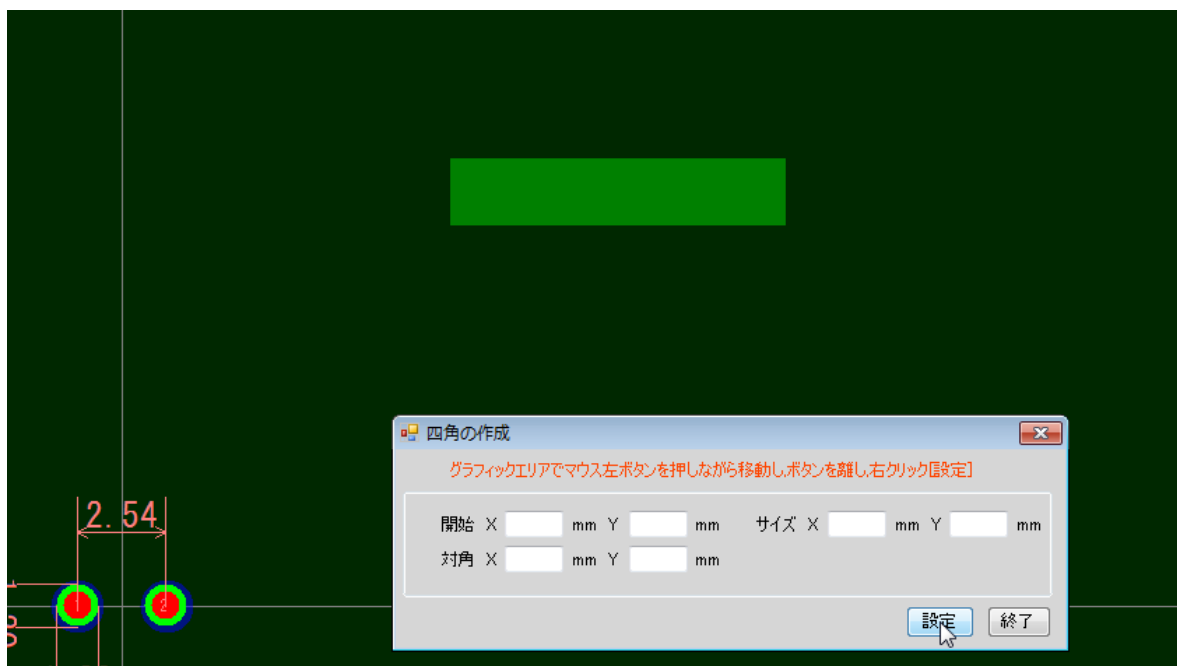 四角の作成
グラフィックエリアでマウス左ボタンを押しながら移動し,ボタンを離し,右クリック[設定]
開始 X mm Y mm サイズ X mm Y mm
対角 X mm Y mm
設定 終了
2.54
1 2